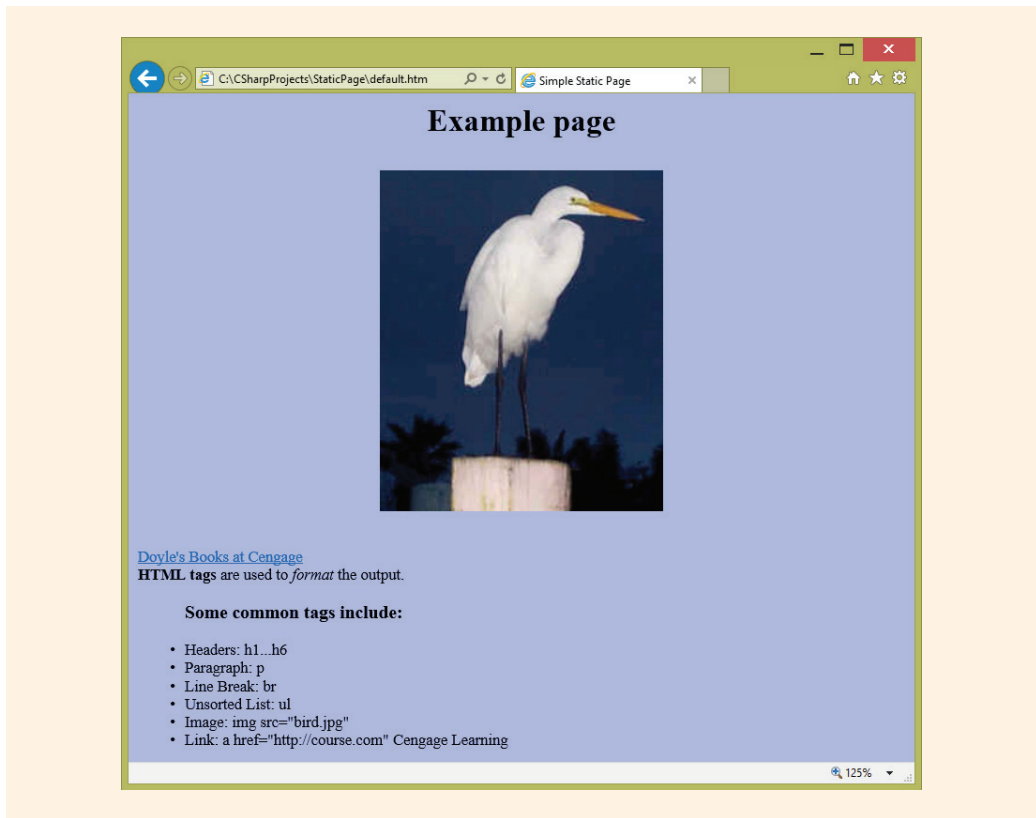 C:\CSharpProjects\StaticPage\default.htm
Simple Static Page
Example page
Doyle's Books at Cengage
HTML tags are used to format the output.
Some common tags include:
• Headers: h1...h6
• Paragraph: p
• Line Break: br
• Unsorted List: ul
• Image: img src="bird.jpg"
• Link: a href="http://course.com" Cengage Learning
125%